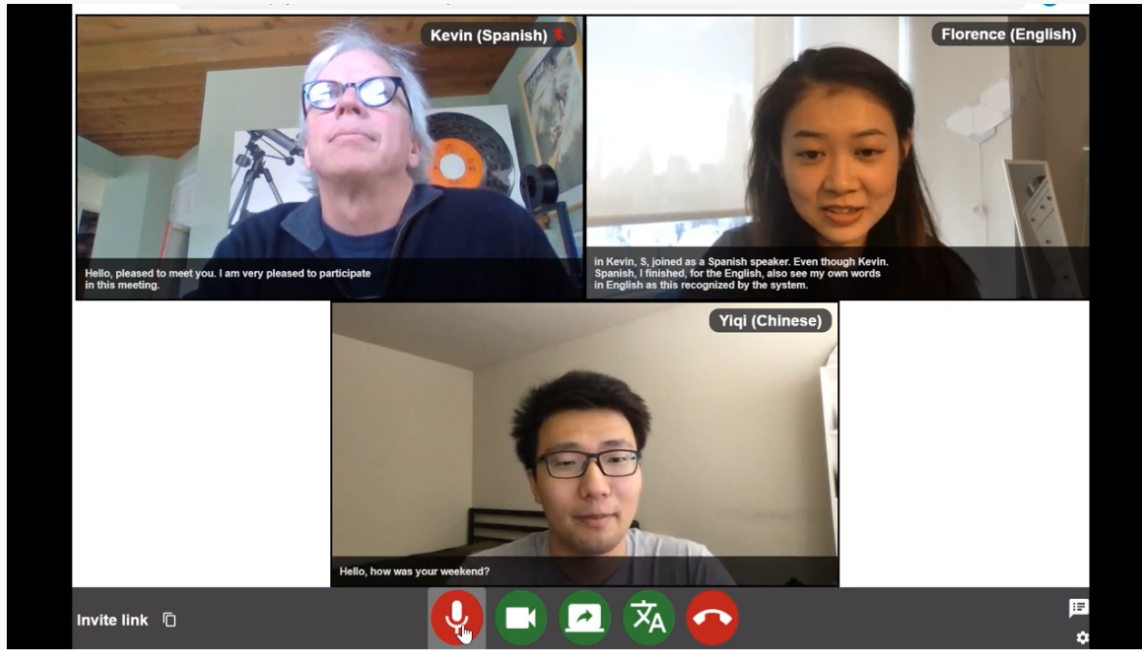 Kevin (Spanish)
Florence (English)
Hello, pleased to meet you. I am very pleased to participate
in this meeting.
in Kevin, S, joined as a Spanish speaker. Even though Kevin.
Spanish, I finished, for the English, also see my own words
in English as this recognized by the system.
Yiqi (Chinese)
Hello, how was your weekend?
Invite link